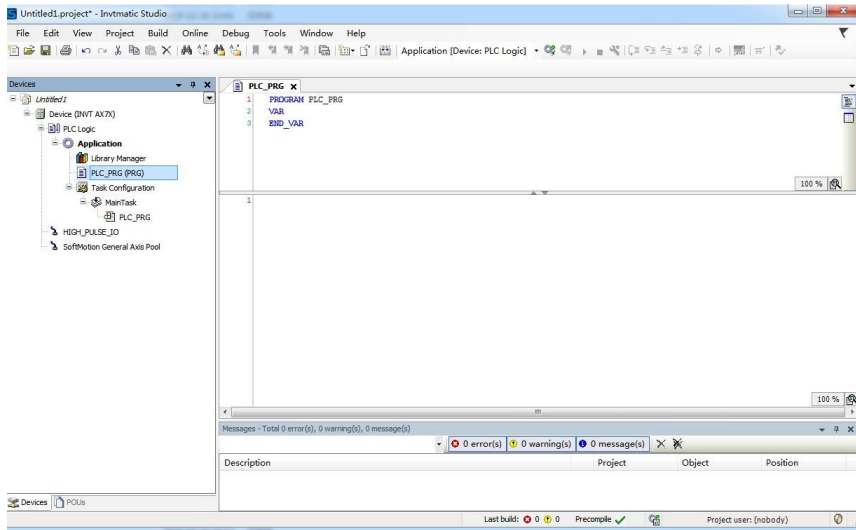 Untitled1.project* - Invtmatic Studio
File Edit View Project Build Online Debug Tools Window Help
Application [Device: PLC Logic]
Devices
Untitled1
Device (INVT AX7X)
PLC Logic
Application
Library Manager
PLC_PRG (PRG)
Task Configuration
MainTask
PLC_PRG
HIGH_PULSE_IO
SoftMotion General Axis Pool
Devices POUs
PLC_PRG
1 PROGRAM PLC_PRG
2 VAR
3 END_VAR
100 %
1
100 %
Messages - Total 0 error(s), 0 warning(s), 0 message(s)
0 error(s) 0 warning(s) 0 message(s)
Description Project Object Position
Last build: 0 0 Precompile Project user: (nobody)